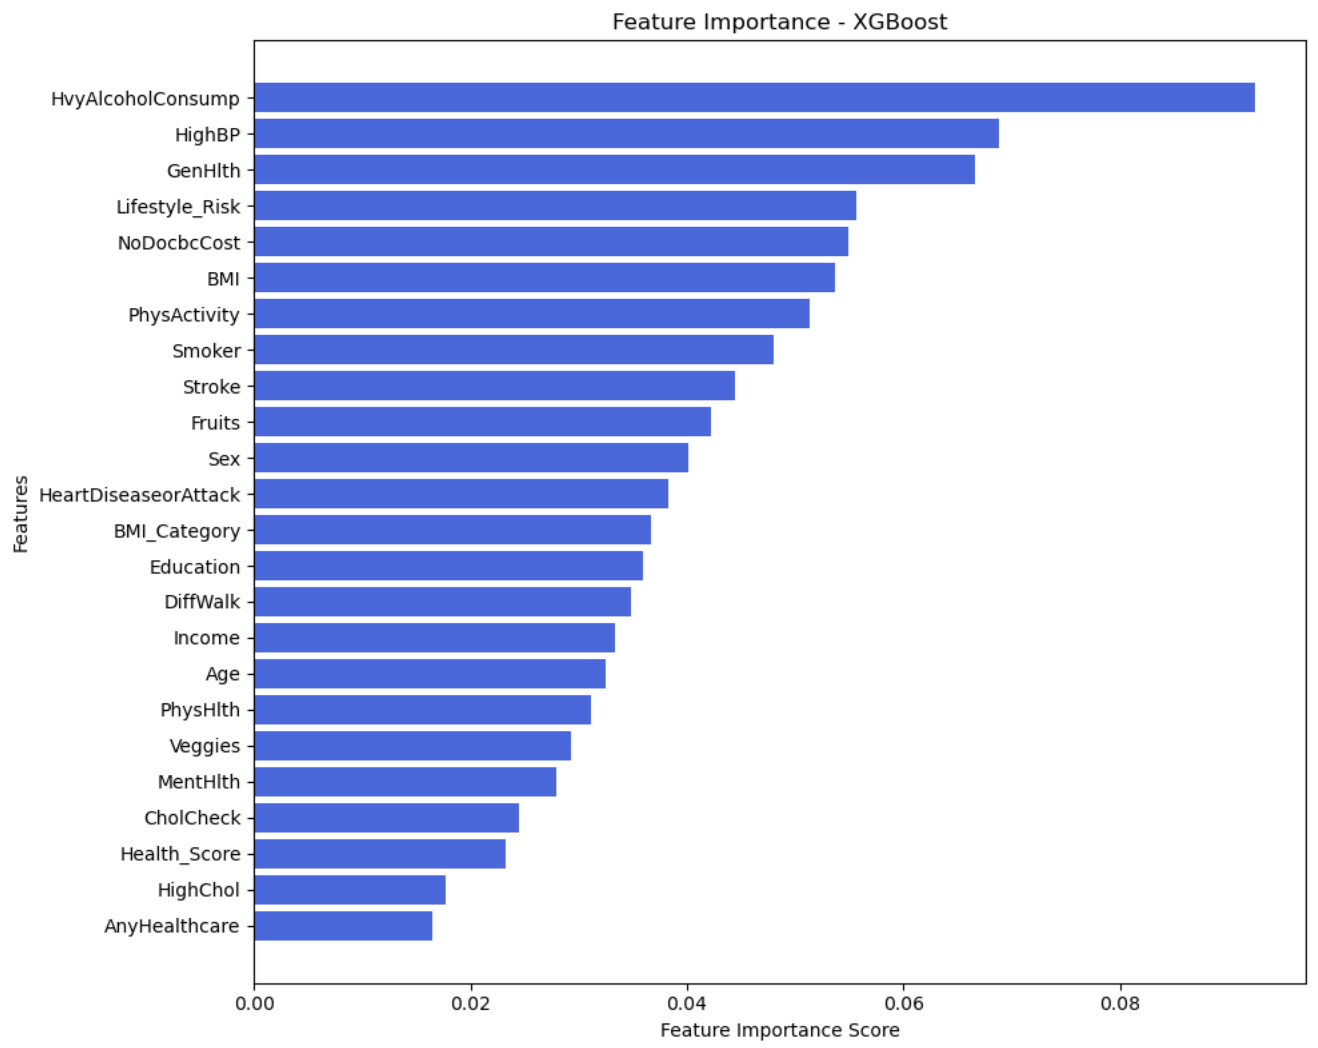 Feature Importance - XGBoost
Features
HvyAlcoholConsump
HighBP
GenHlth
Lifestyle_Risk
NoDocbcCost
BMI
PhysActivity
Smoker
Stroke
Fruits
Sex
HeartDiseaseorAttack
BMI_Category
Education
DiffWalk
Income
Age
PhysHlth
Veggies
MentHlth
CholCheck
Health_Score
HighChol
AnyHealthcare
0.00 0.02 0.04 0.06 0.08
Feature Importance Score